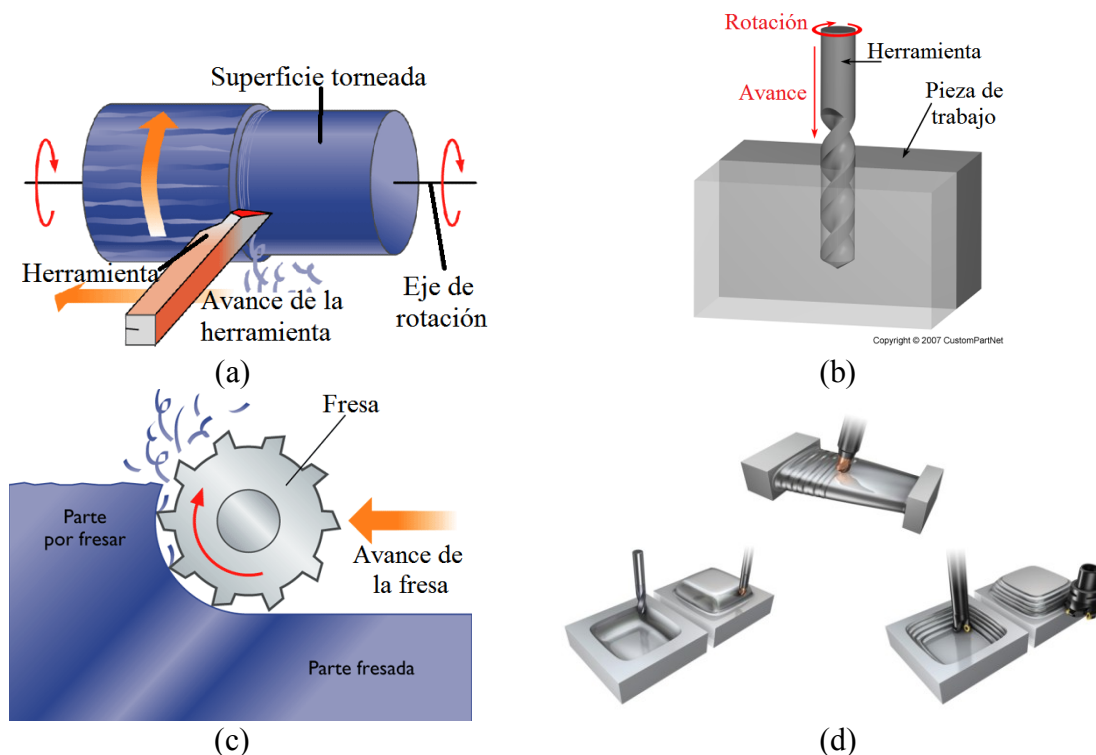 Superficie torneada
Herramienta
Avance de la
herramienta
Eje de
rotación
(a)
Rotación
Herramienta
Avance
Pieza de
trabajo
Copyright © 2007 CustomPartNet
(b)
Fresa
Parte
por fresar
Avance de
la fresa
Parte fresada
(c)
(d)